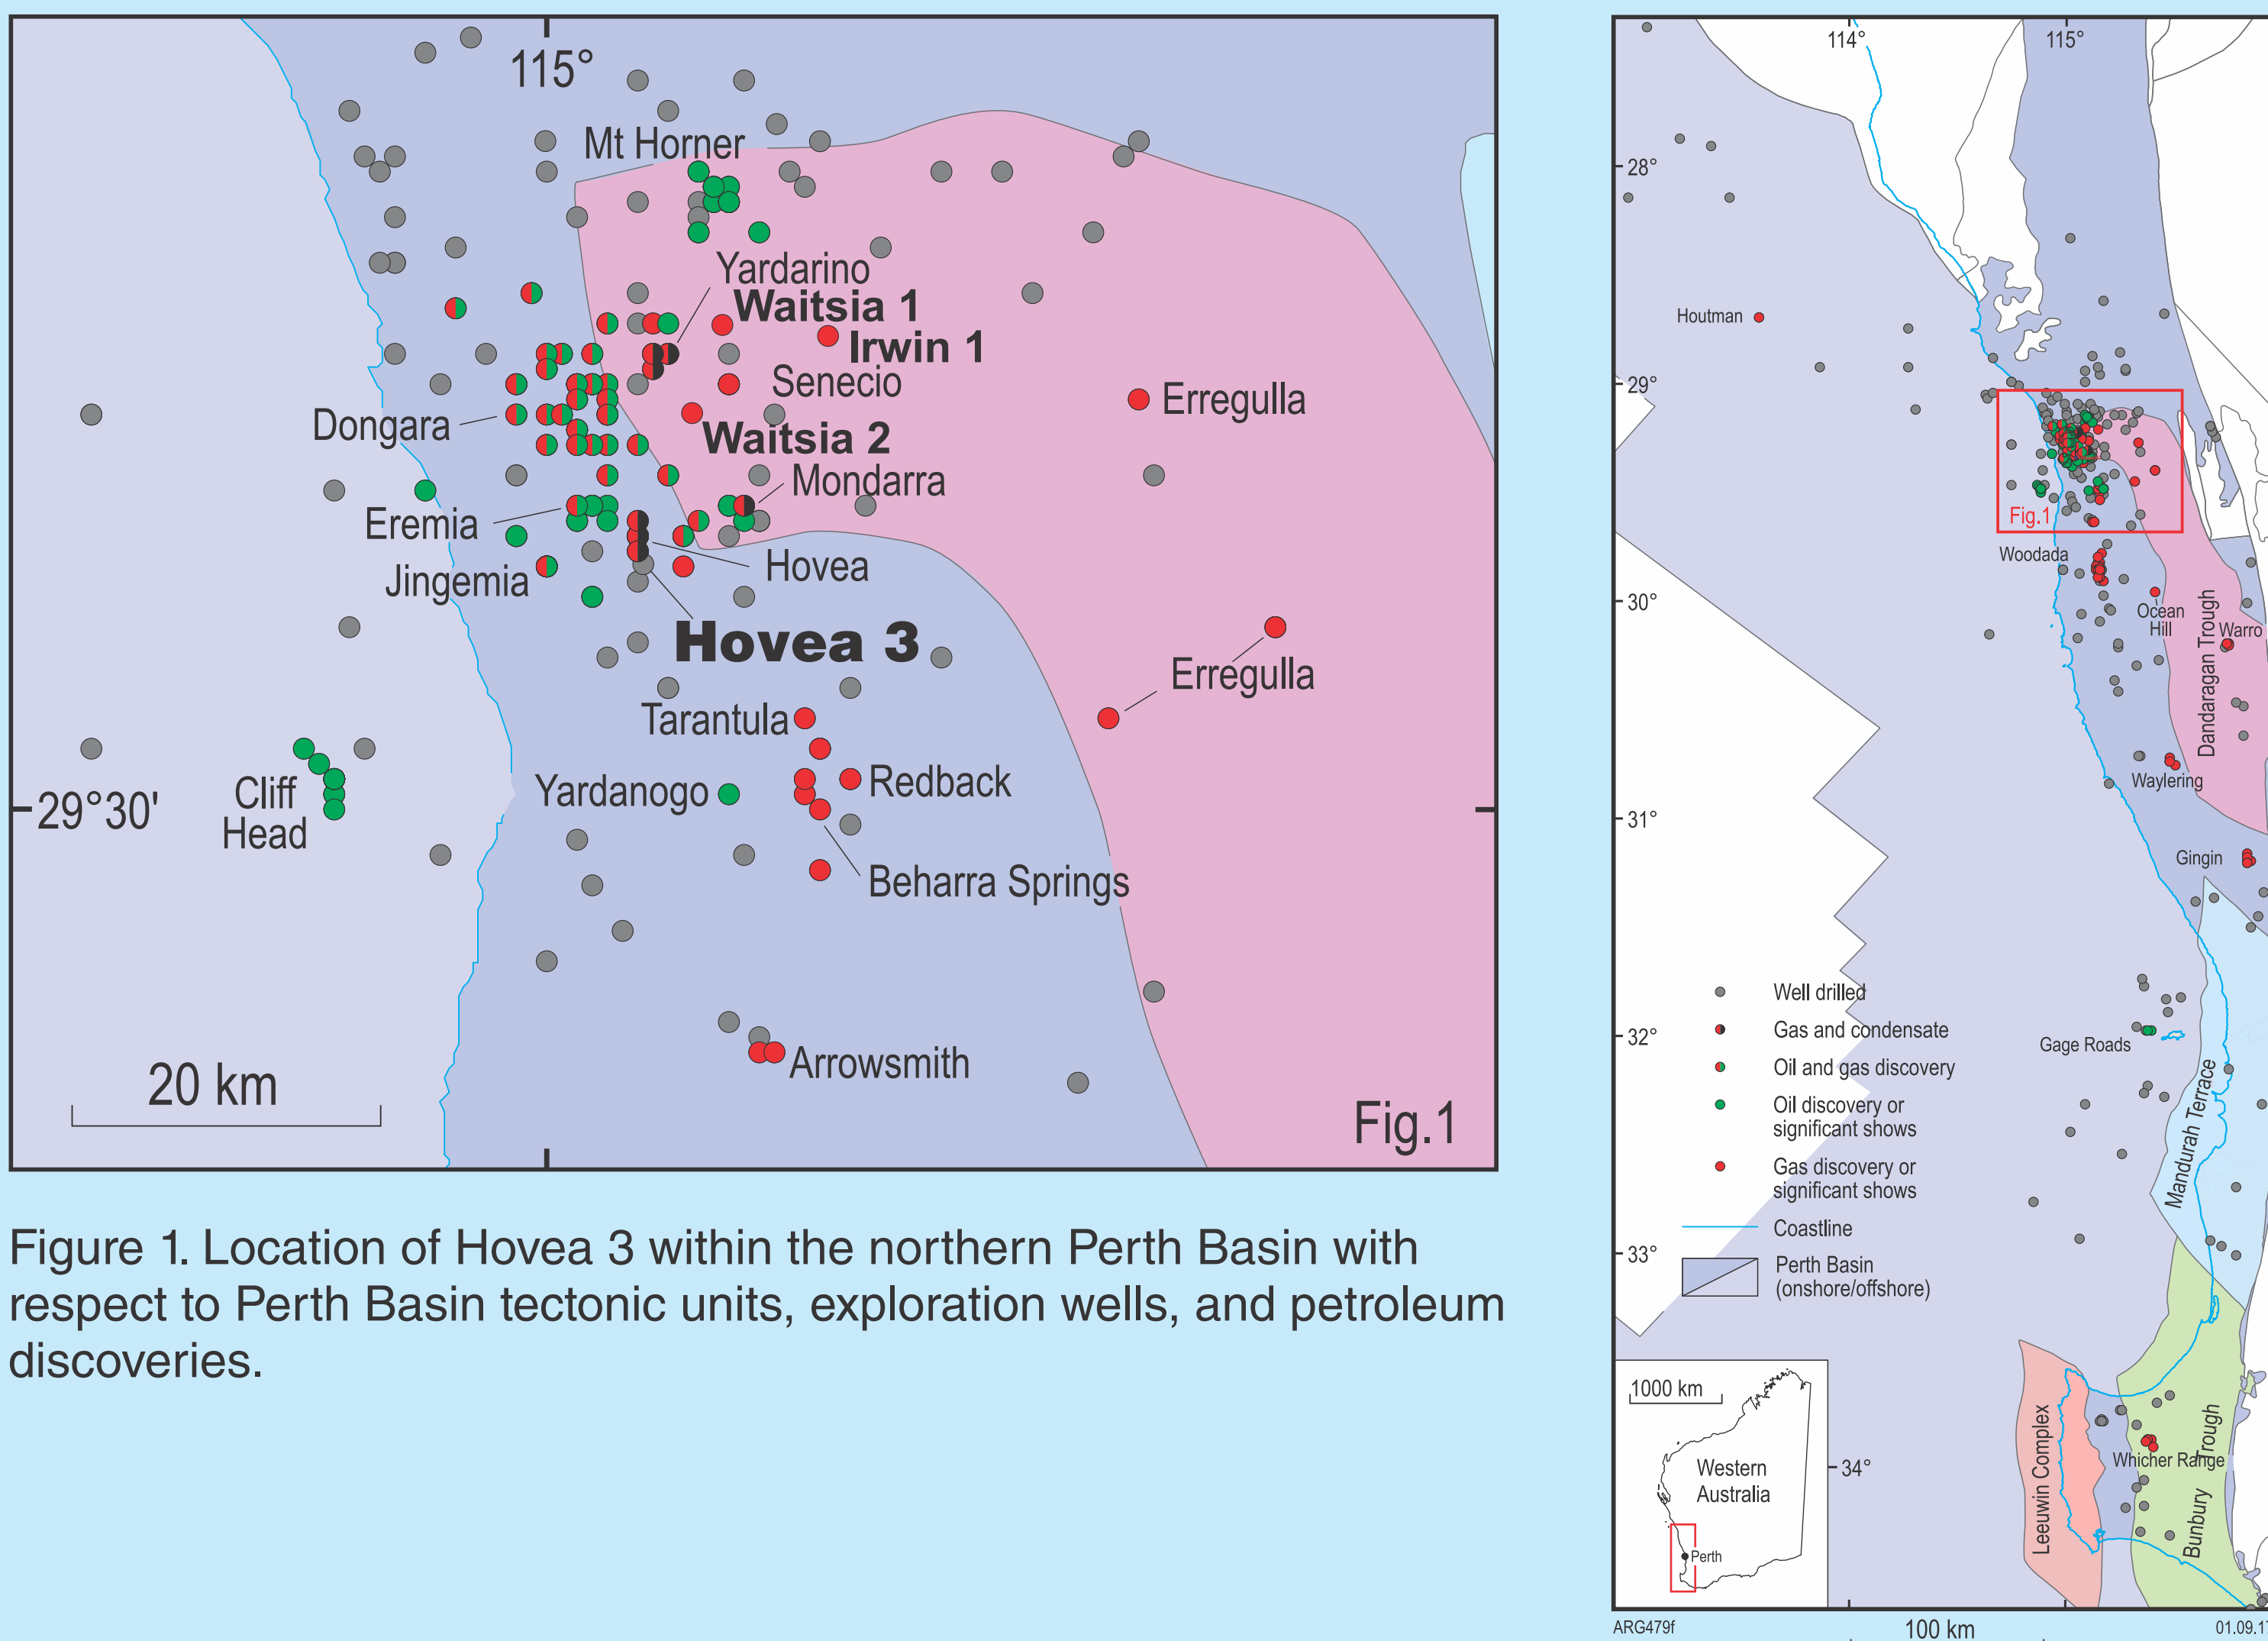 115°
Mt Horner
Yardarino
Waitsia 1
Irwin 1
Senecio
Erregulla
Dongara
Waitsia 2
Mondarra
Eremia
Hovea
Jingemia
Hovea 3
Erregulla
Tarantula
Redback
Yardanogo
Cliff
Head
29°30'
Beharra Springs
Arrowsmith
20 km
Fig.1
Figure 1. Location of Hovea 3 within the northern Perth Basin with
respect to Perth Basin tectonic units, exploration wells, and petroleum
discoveries.
114°
115°
28°
Houtman
29°
Fig.1
Woodada
30°
Ocean
Hill
Warro
Dandaragan Trough
Waylering
31°
Gingin
Well drilled
Gas and condensate
Oil and gas discovery
Oil discovery or
significant shows
Gas discovery or
significant shows
Coastline
Perth Basin
(onshore/offshore)
32°
Gage Roads
Mandurah Terrace
33°
1000 km
Western
Australia
Perth
34°
Leeuwin Complex
Whicher Range
Bunbury Trough
ARG479f
100 km
01.09.17